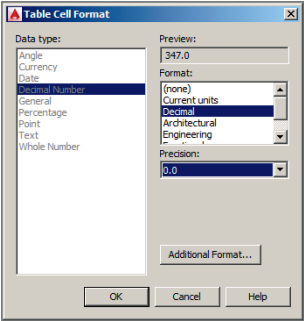 Table Cell Format
Data type:
Angle
Currency
Date
Decimal Number
General
Percentage
Point
Text
Whole Number
Preview:
347.0
Format:
(none)
Current units
Decimal
Architectural
Engineering
Precision:
0.0
Additional Format...
OK
Cancel
Help